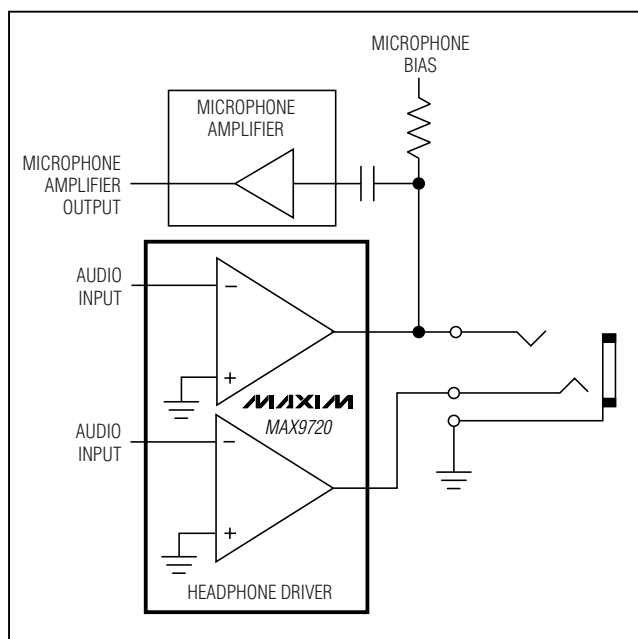 MICROPHONE
BIAS
MICROPHONE
AMPLIFIER
MICROPHONE
AMPLIFIER
OUTPUT
AUDIO
INPUT
−
+
MAXIM
MAX9720
AUDIO
INPUT
−
+
HEADPHONE DRIVER